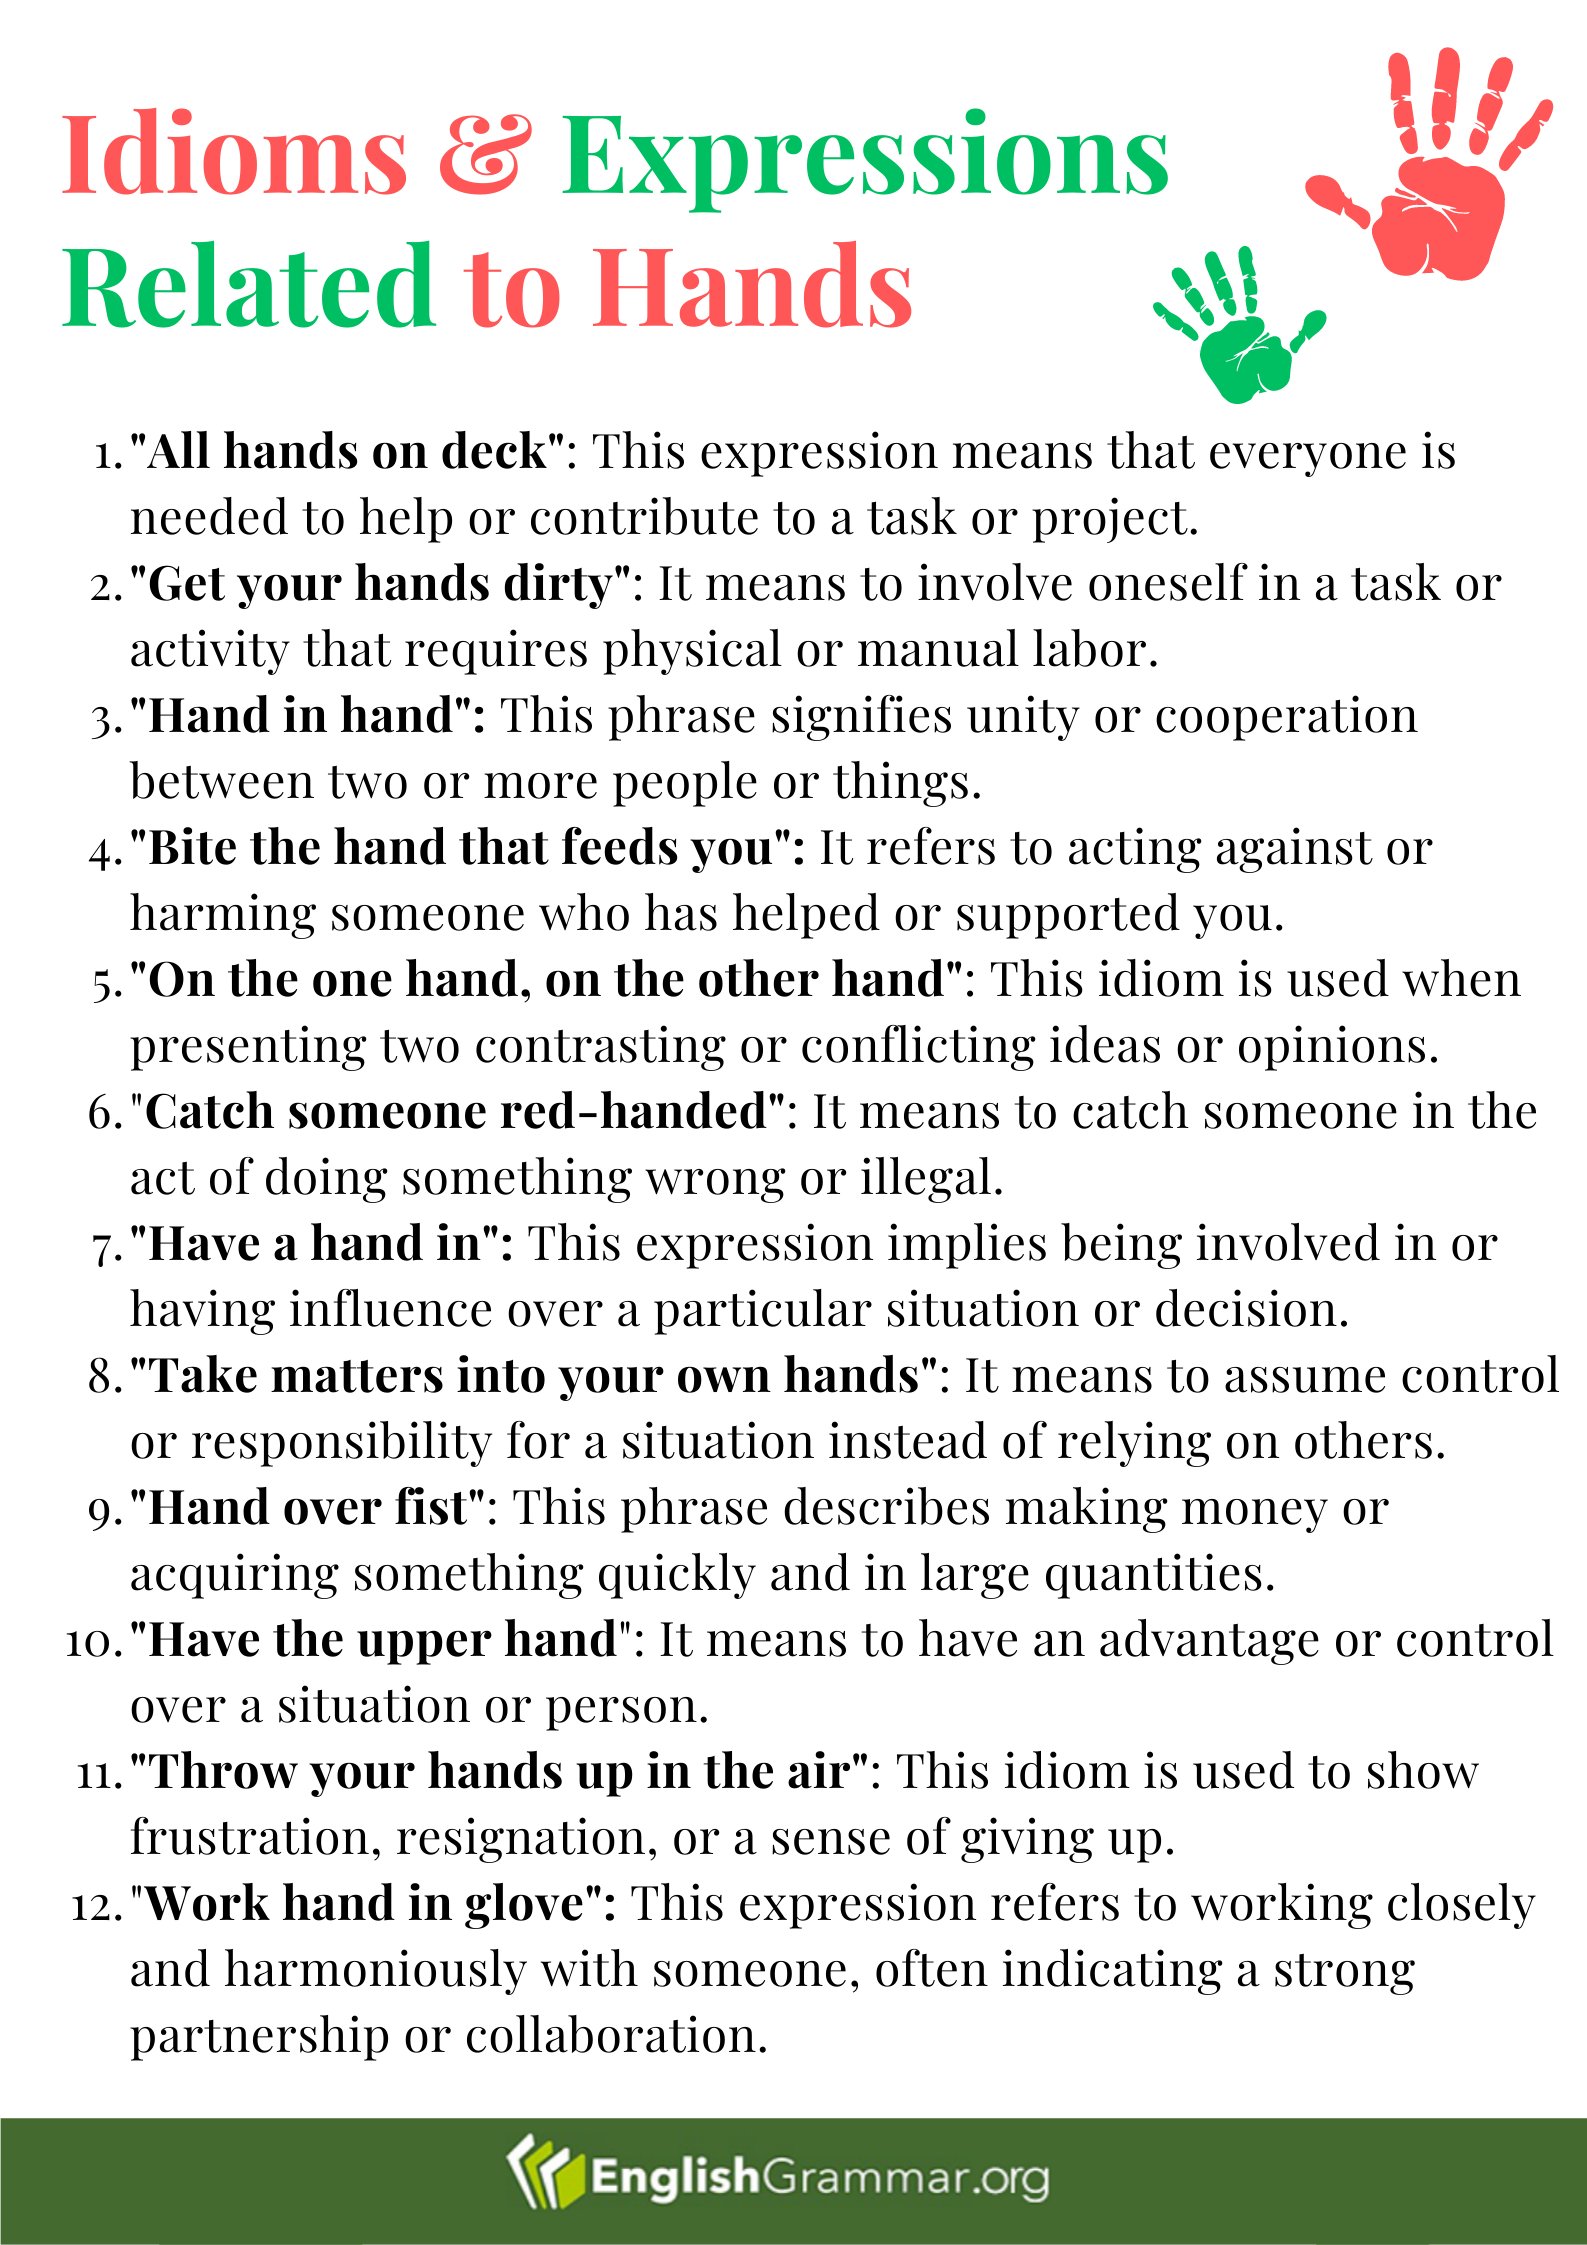 Idioms & Expressions
Related to Hands
1. "All hands on deck": This expression means that everyone is
needed to help or contribute to a task or project.
2. "Get your hands dirty": It means to involve oneself in a task or
activity that requires physical or manual labor.
3. "Hand in hand": This phrase signifies unity or cooperation
between two or more people or things.
4. "Bite the hand that feeds you": It refers to acting against or
harming someone who has helped or supported you.
5. "On the one hand, on the other hand": This idiom is used when
presenting two contrasting or conflicting ideas or opinions.
6. "Catch someone red-handed": It means to catch someone in the
act of doing something wrong or illegal.
7. "Have a hand in": This expression implies being involved in or
having influence over a particular situation or decision.
8. "Take matters into your own hands": It means to assume control
or responsibility for a situation instead of relying on others.
9. "Hand over fist": This phrase describes making money or
acquiring something quickly and in large quantities.
10. "Have the upper hand": It means to have an advantage or control
over a situation or person.
11. "Throw your hands up in the air": This idiom is used to show
frustration, resignation, or a sense of giving up.
12. "Work hand in glove": This expression refers to working closely
and harmoniously with someone, often indicating a strong
partnership or collaboration.
EnglishGrammar.org